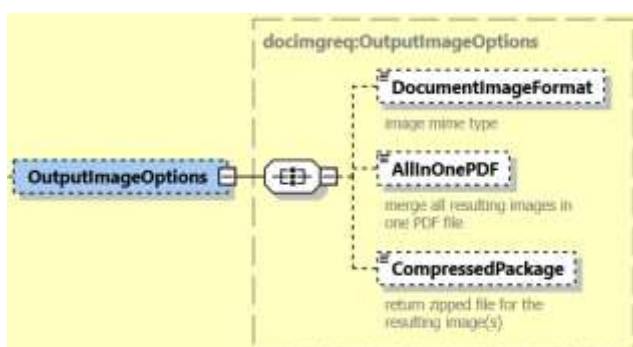 docimgreq:OutputImageOptions
DocumentImageFormat
image mime type
OutputImageOptions
AllInOnePDF
merge all resulting images in
one PDF file
CompressedPackage
return zipped file for the
resulting image(s)